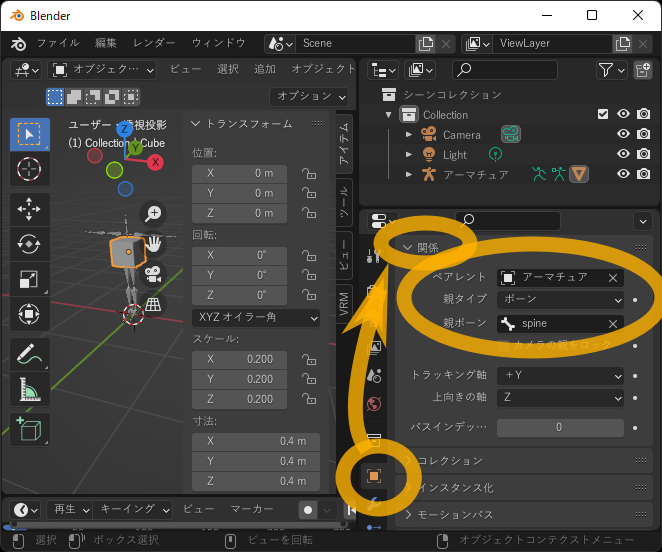 Blender
ファイル 編集 レンダー ウィンドウ Scene ViewLayer
オブジェク… ビュー 選択 追加 オブジェクト
オプション
シーンコレクション
Collection
Camera
Light
アーマチュア
ユーザー・透視投影
(1) Collection | Cube
Z
Y
X
トランスフォーム
位置:
X 0 m
Y 0 m
Z 0 m
回転:
X 0°
Y 0°
Z 0°
XYZ オイラー角
スケール:
X 0.200
Y 0.200
Z 0.200
寸法:
X 0.4 m
Y 0.4 m
Z 0.4 m
アイテム
ツール
ビュー
VRM
関係
ペアレント アーマチュア
親タイプ ボーン
親ボーン spine
カメラの親をロック
トラッキング軸 +Y
上向きの軸 Z
パスインデッ… 0
コレクション
インスタンス化
モーションパス
再生 キーイング ビュー マーカー
選択 ボックス選択 ビューを回転 オブジェクトコンテクストメニュー